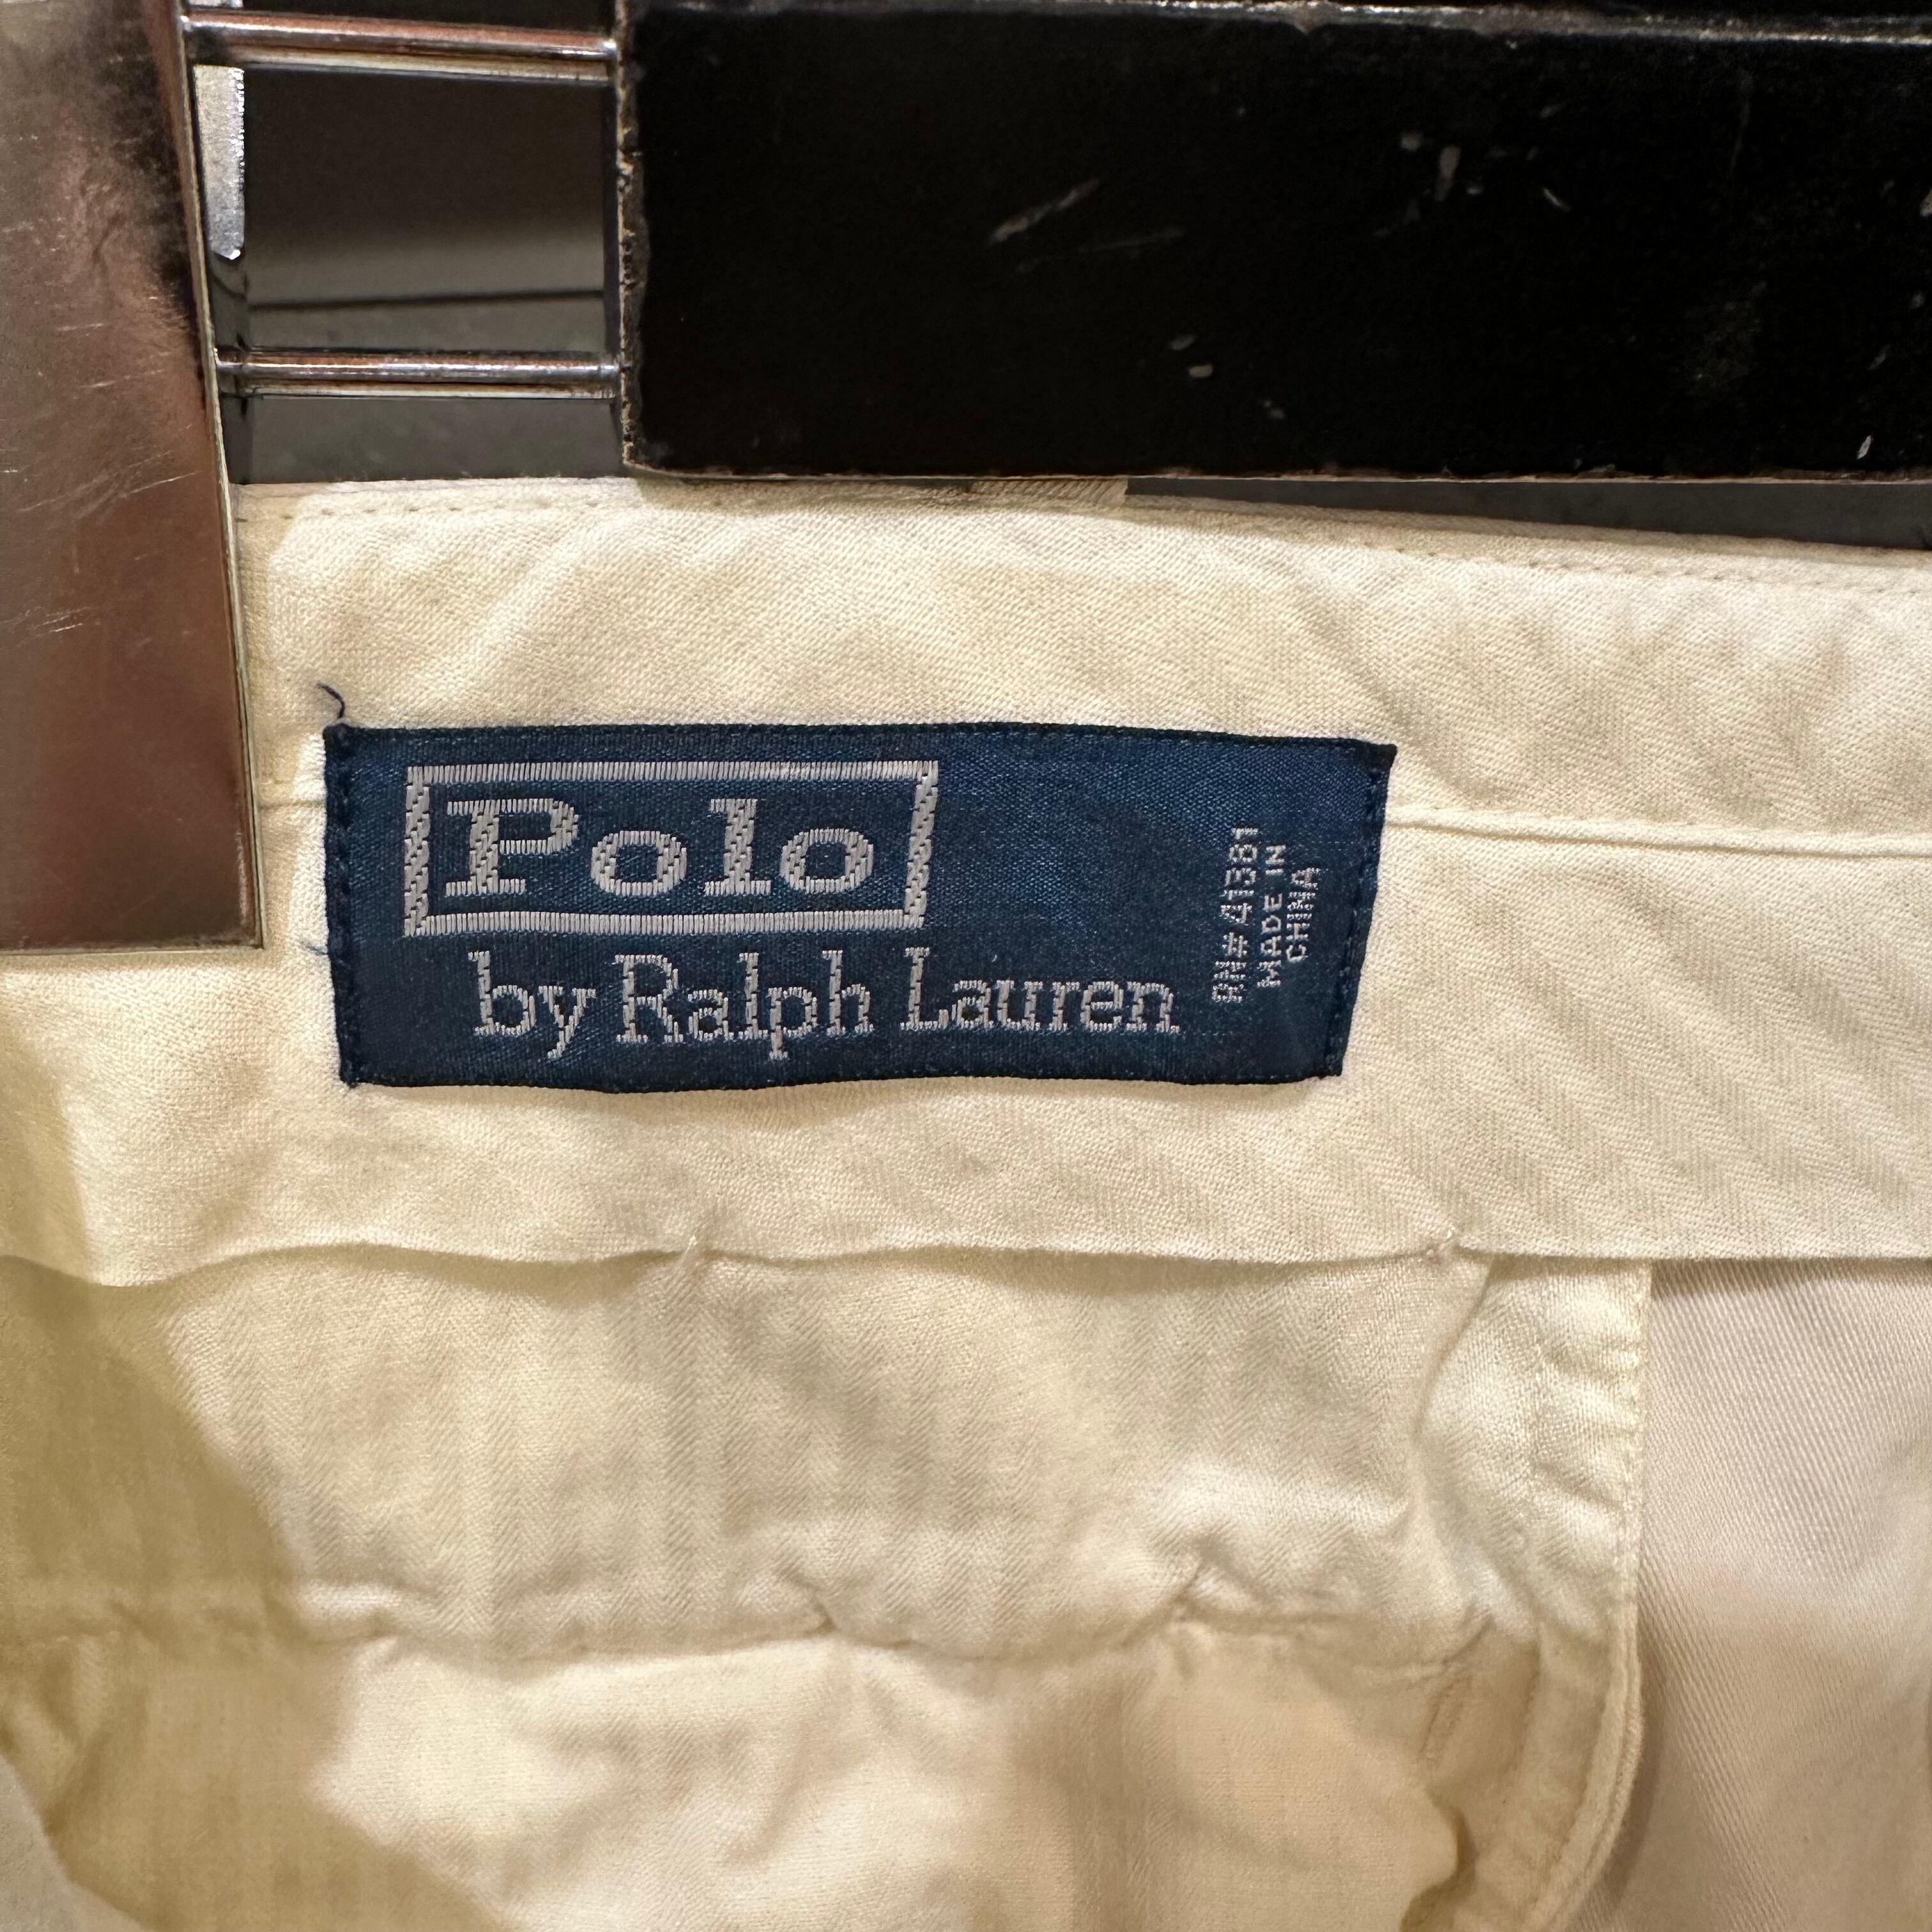 Polo
by Ralph Lauren
RN# 41381
MADE IN
CHINA